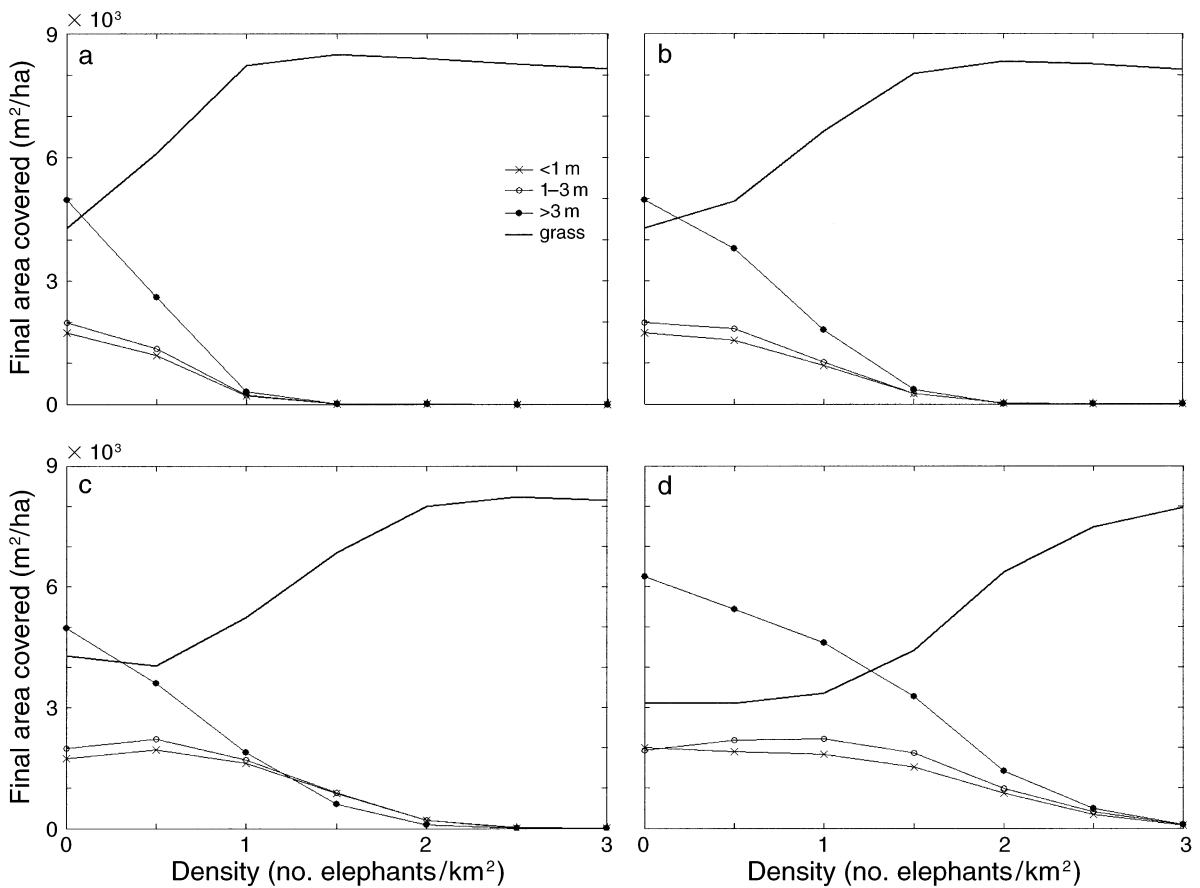 × 10³
9
a
b
6
<1 m
1–3 m
>3 m
grass
3
0
Final area covered (m²/ha)
× 10³
9
c
d
6
3
0
Final area covered (m²/ha)
0 1 2 3
0 1 2 3
Density (no. elephants/km²)
Density (no. elephants/km²)